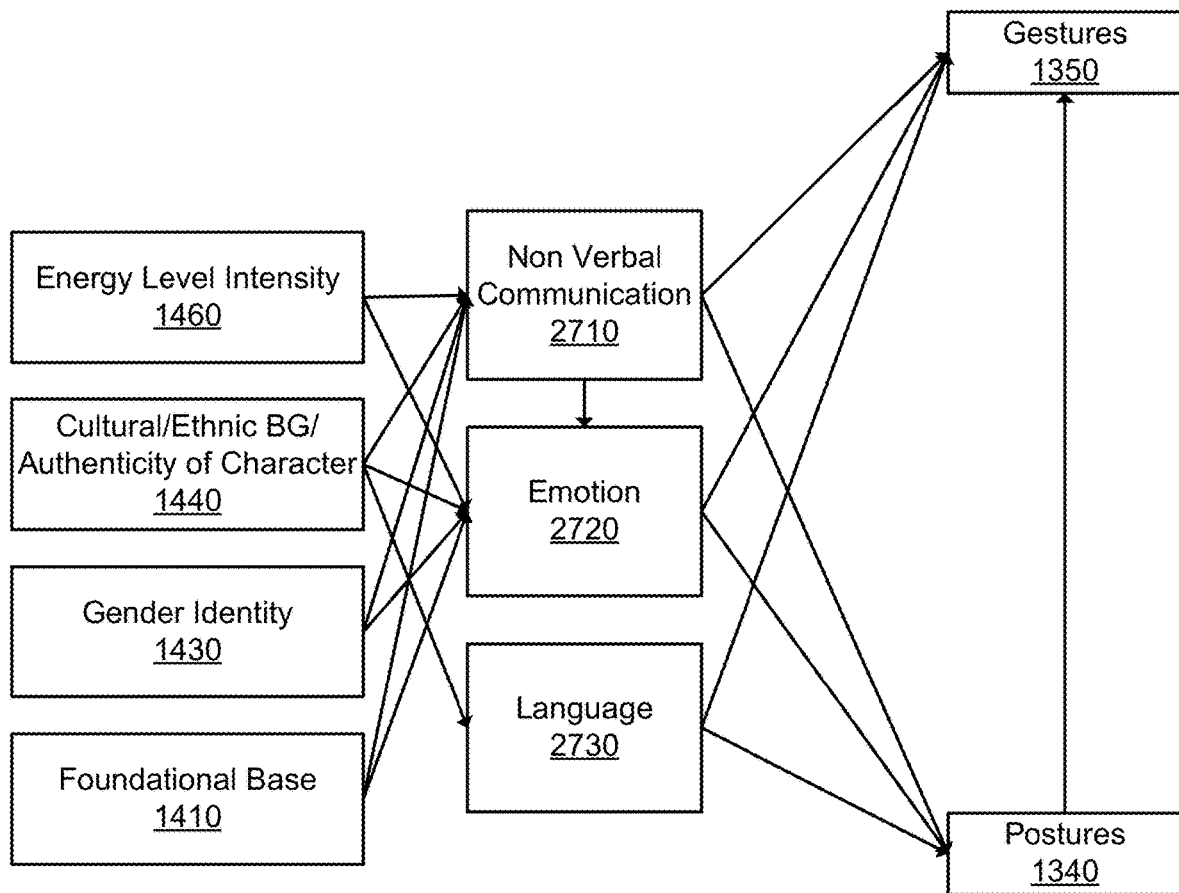 Gestures
1350
Energy Level Intensity
1460
Non Verbal
Communication
2710
Cultural/Ethnic BG/
Authenticity of Character
1440
Emotion
2720
Gender Identity
1430
Language
2730
Foundational Base
1410
Postures
1340